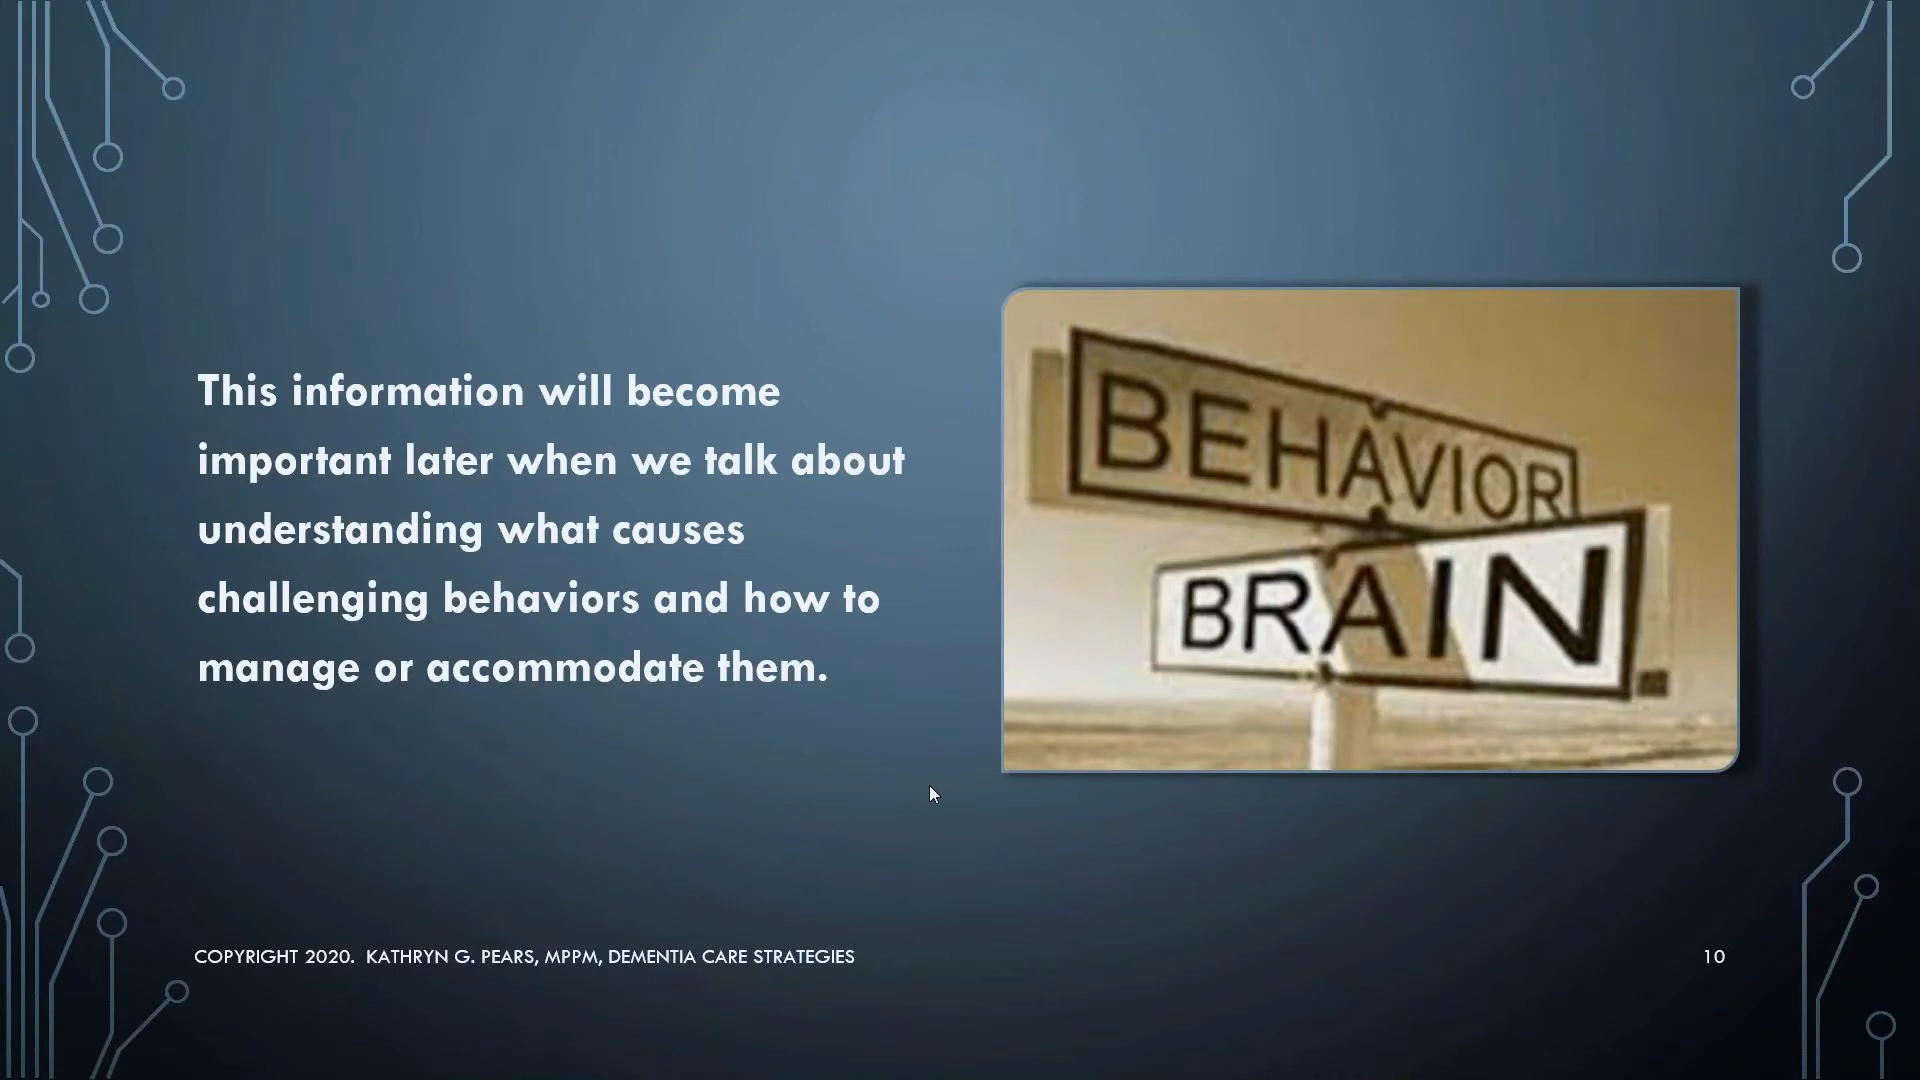 This information will become
important later when we talk about
understanding what causes
challenging behaviors and how to
manage or accommodate them.
BEHAVIOR
BRAIN
COPYRIGHT 2020. KATHRYN G. PEARS, MPPM, DEMENTIA CARE STRATEGIES
10